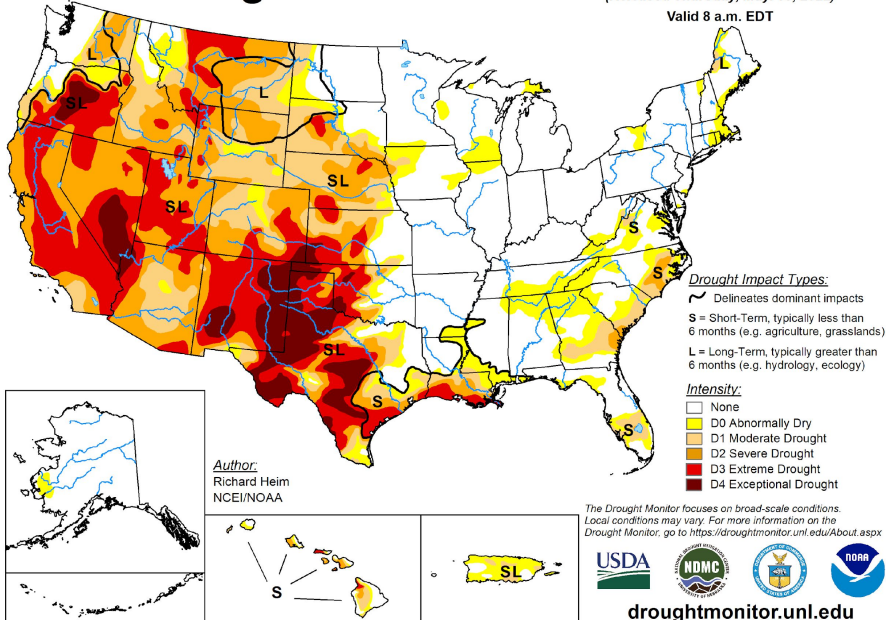 Valid 8 a.m. EDT
L
L
SL
L
SL
SL
S
S
SL
S
S
Drought Impact Types:
Delineates dominant impacts
S = Short-Term, typically less than
6 months (e.g. agriculture, grasslands)
L = Long-Term, typically greater than
6 months (e.g. hydrology, ecology)
Intensity:
None
D0 Abnormally Dry
D1 Moderate Drought
D2 Severe Drought
D3 Extreme Drought
D4 Exceptional Drought
Author:
Richard Heim
NCEI/NOAA
S
SL
The Drought Monitor focuses on broad-scale conditions.
Local conditions may vary. For more information on the
Drought Monitor, go to https://droughtmonitor.unl.edu/About.aspx
USDA
NDMC
NOAA
droughtmonitor.unl.edu